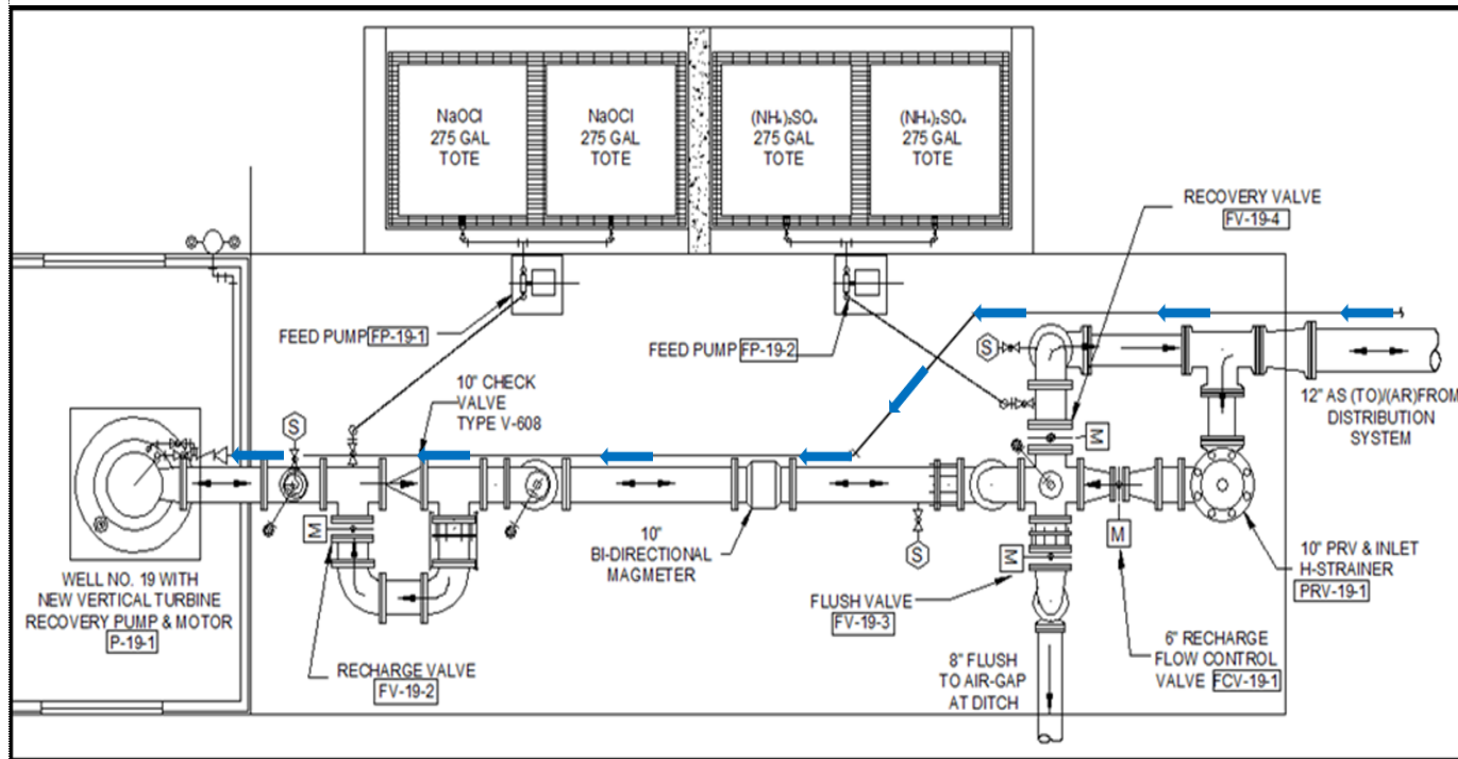 NaOCl
275 GAL
TOTE
NaOCl
275 GAL
TOTE
(NH₄)₂SO₄
275 GAL
TOTE
(NH₄)₂SO₄
275 GAL
TOTE
RECOVERY VALVE
FV-19-4
FEED PUMP FP-19-1
FEED PUMP FP-19-2
S
12" AS (TO)/(AR)FROM
DISTRIBUTION
SYSTEM
10" CHECK
VALVE
TYPE V-608
S
M
M
M
M
S
10"
BI-DIRECTIONAL
MAGMETER
WELL NO. 19 WITH
NEW VERTICAL TURBINE
RECOVERY PUMP & MOTOR
P-19-1
RECHARGE VALVE
FV-19-2
FLUSH VALVE
FV-19-3
10" PRV & INLET
H-STRAINER
PRV-19-1
6" RECHARGE
FLOW CONTROL
VALVE FCV-19-1
8" FLUSH
TO AIR-GAP
AT DITCH